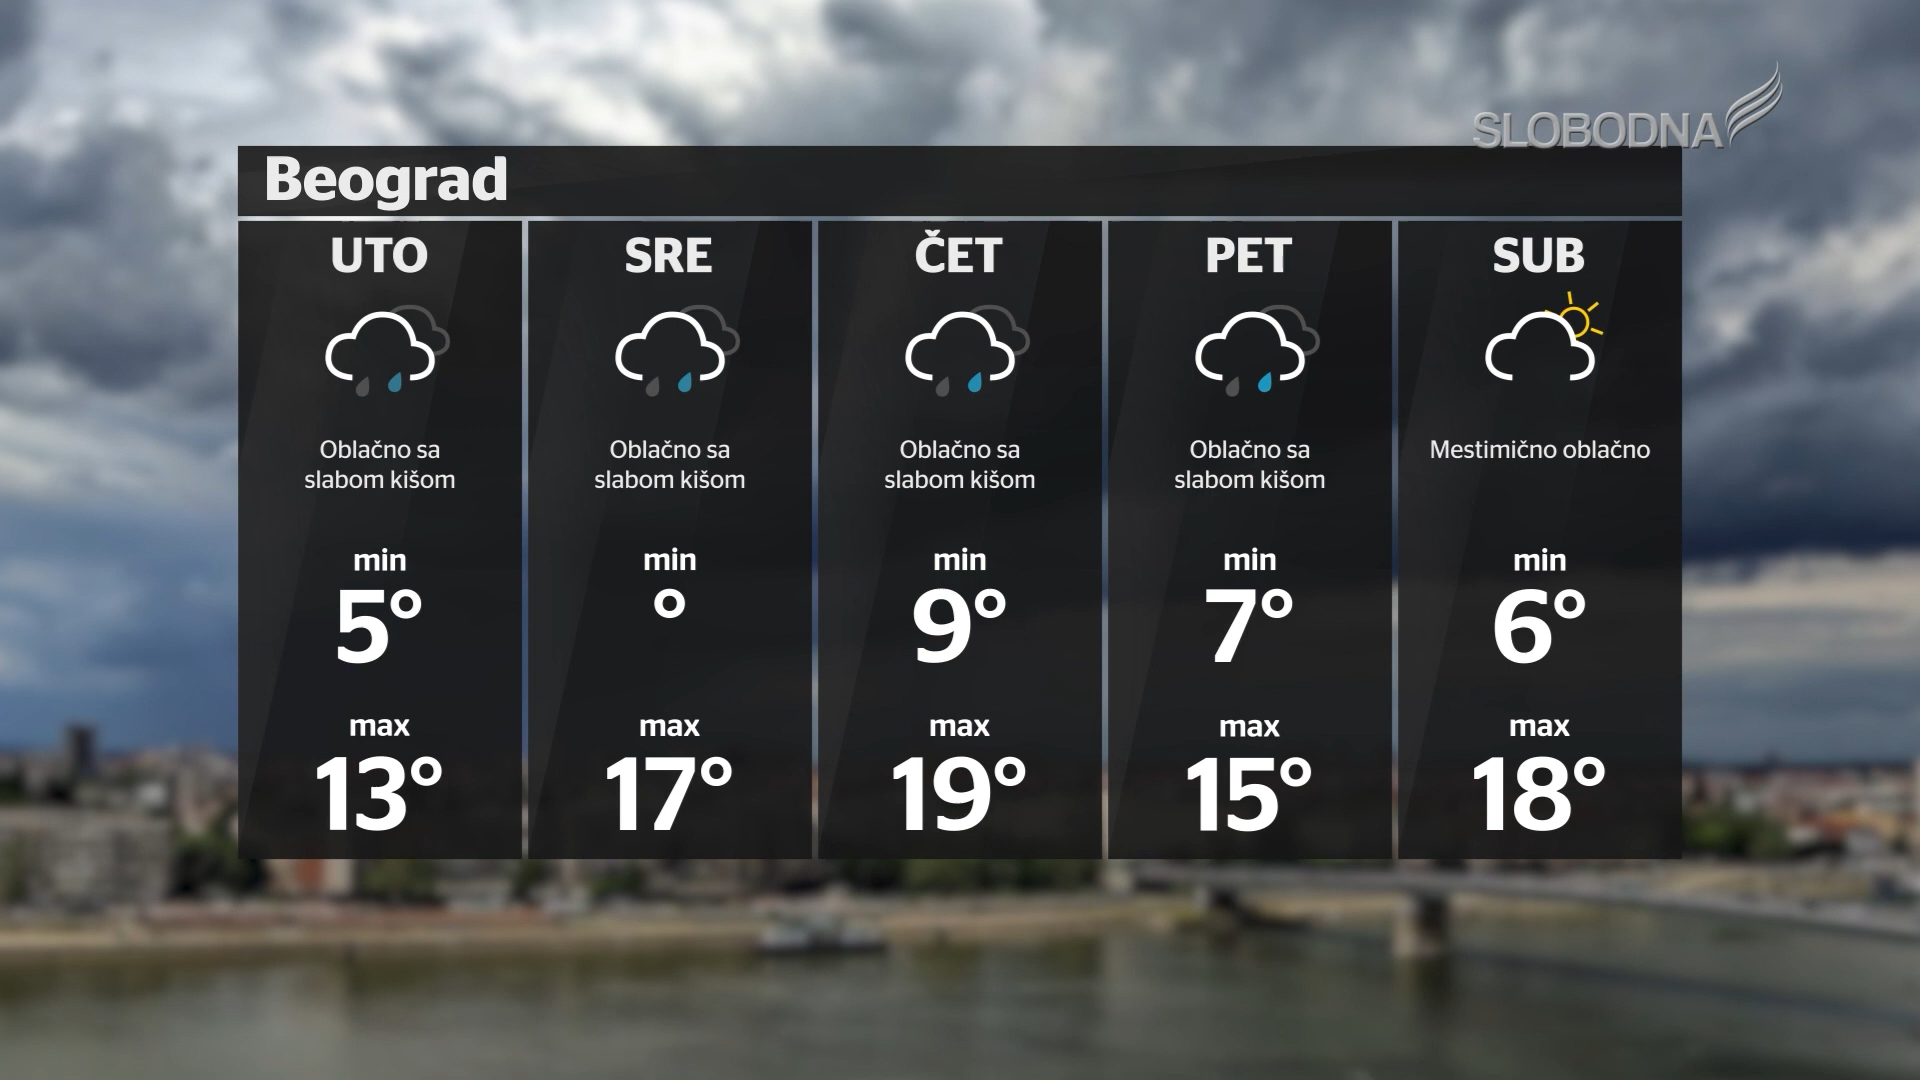 SLOBODNA
Beograd
UTO
Oblačno sa
slabom kišom
min
5°
max
13°
SRE
Oblačno sa
slabom kišom
min
°
max
17°
ČET
Oblačno sa
slabom kišom
min
9°
max
19°
PET
Oblačno sa
slabom kišom
min
7°
max
15°
SUB
Mestimično oblačno
min
6°
max
18°